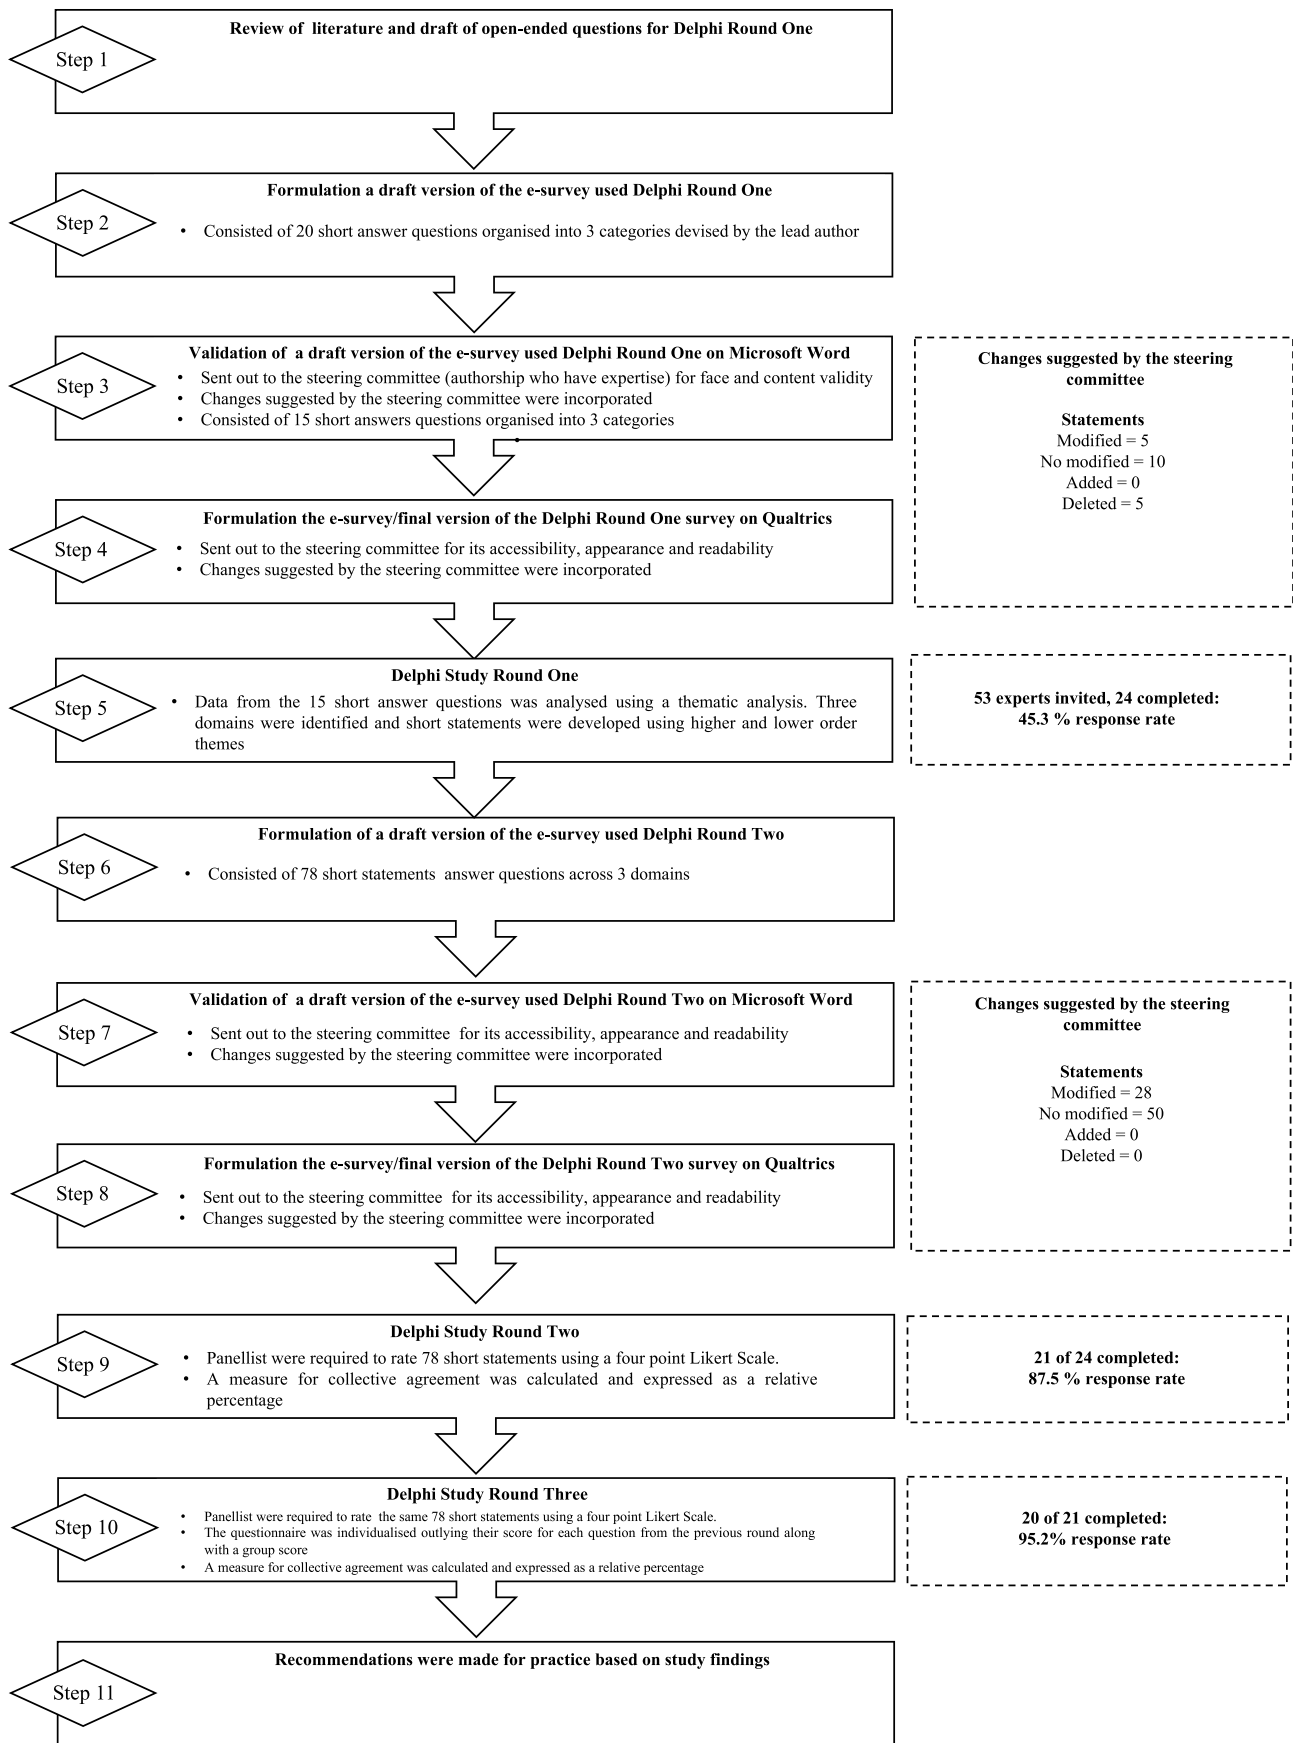 Step 1
Review of literature and draft of open-ended questions for Delphi Round One
Step 2
Formulation a draft version of the e-survey used Delphi Round One
• Consisted of 20 short answer questions organised into 3 categories devised by the lead author
Step 3
Validation of a draft version of the e-survey used Delphi Round One on Microsoft Word
• Sent out to the steering committee (authorship who have expertise) for face and content validity
• Changes suggested by the steering committee were incorporated
• Consisted of 15 short answers questions organised into 3 categories
Changes suggested by the steering
committee
Statements
Modified = 5
No modified = 10
Added = 0
Deleted = 5
Step 4
Formulation the e-survey/final version of the Delphi Round One survey on Qualtrics
• Sent out to the steering committee for its accessibility, appearance and readability
• Changes suggested by the steering committee were incorporated
Step 5
Delphi Study Round One
• Data from the 15 short answer questions was analysed using a thematic analysis. Three
domains were identified and short statements were developed using higher and lower order
themes
53 experts invited, 24 completed:
45.3 % response rate
Step 6
Formulation of a draft version of the e-survey used Delphi Round Two
• Consisted of 78 short statements answer questions across 3 domains
Step 7
Validation of a draft version of the e-survey used Delphi Round Two on Microsoft Word
• Sent out to the steering committee for its accessibility, appearance and readability
• Changes suggested by the steering committee were incorporated
Changes suggested by the steering
committee
Statements
Modified = 28
No modified = 50
Added = 0
Deleted = 0
Step 8
Formulation the e-survey/final version of the Delphi Round Two survey on Qualtrics
• Sent out to the steering committee for its accessibility, appearance and readability
• Changes suggested by the steering committee were incorporated
Step 9
Delphi Study Round Two
• Panellist were required to rate 78 short statements using a four point Likert Scale.
• A measure for collective agreement was calculated and expressed as a relative
percentage
21 of 24 completed:
87.5 % response rate
Step 10
Delphi Study Round Three
• Panellist were required to rate the same 78 short statements using a four point Likert Scale.
• The questionnaire was individualised outlying their score for each question from the previous round along
with a group score
• A measure for collective agreement was calculated and expressed as a relative percentage
20 of 21 completed:
95.2% response rate
Step 11
Recommendations were made for practice based on study findings